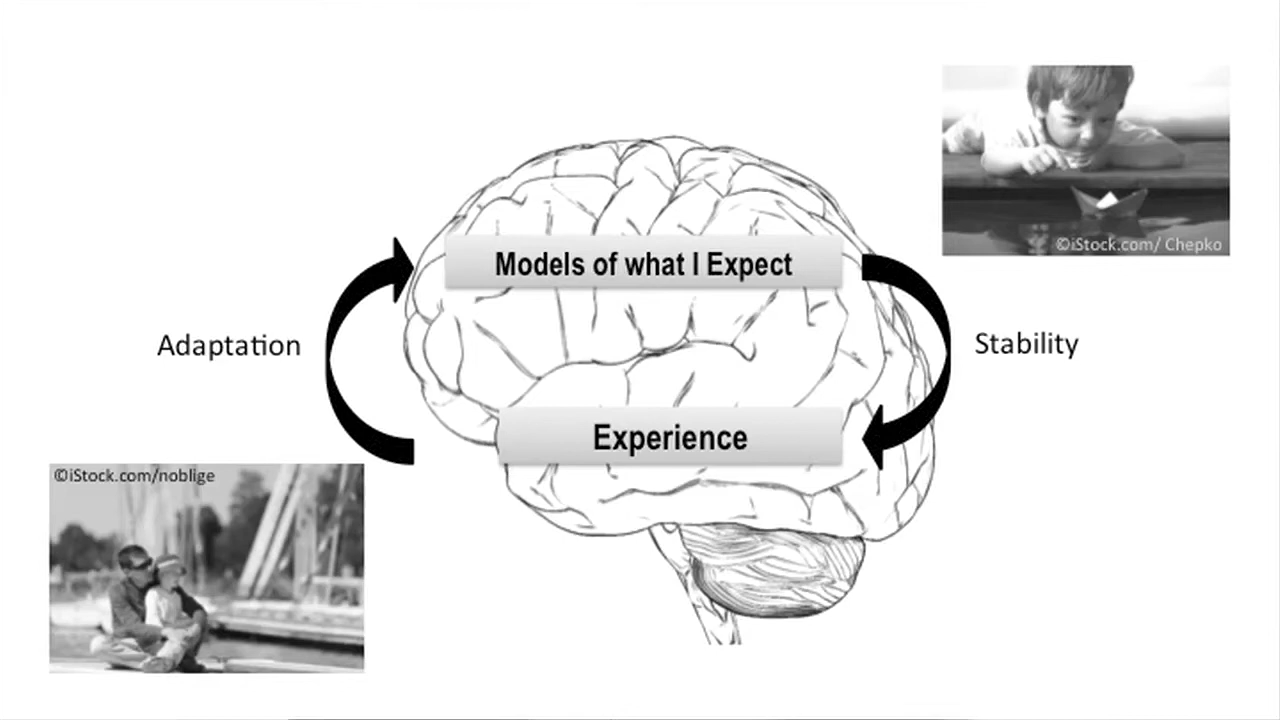 ©iStock.com/ Chepko
Models of what I Expect
Adaptation
Stability
Experience
©iStock.com/noblige